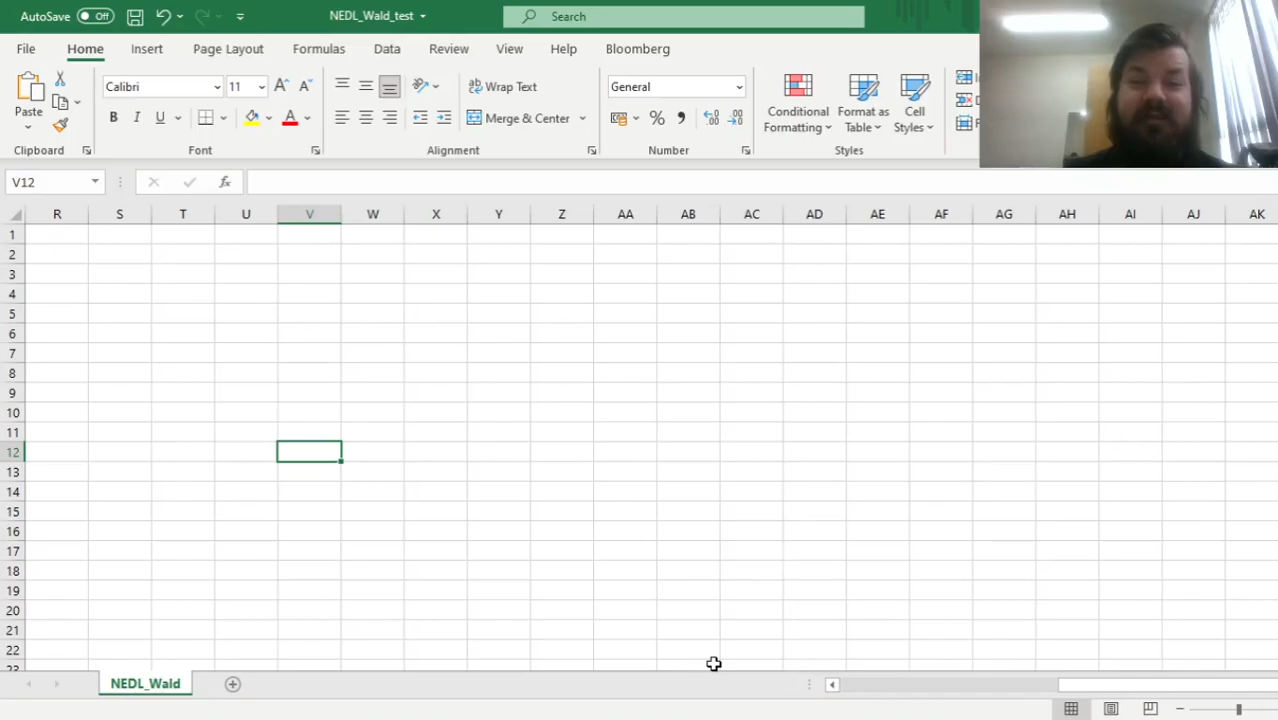 AutoSave Off NEDL_Wald_test Search
File Home Insert Page Layout Formulas Data Review View Help Bloomberg
Paste Calibri 11 Wrap Text General Conditional Format as Cell
B I U Merge & Center Formatting Table Styles
Clipboard Font Alignment Number Styles
V12 fx
R S T U V W X Y Z AA AB AC AD AE AF AG AH AI AJ AK
1
2
3
4
5
6
7
8
9
10
11
12
13
14
15
16
17
18
19
20
21
22
23
NEDL_Wald